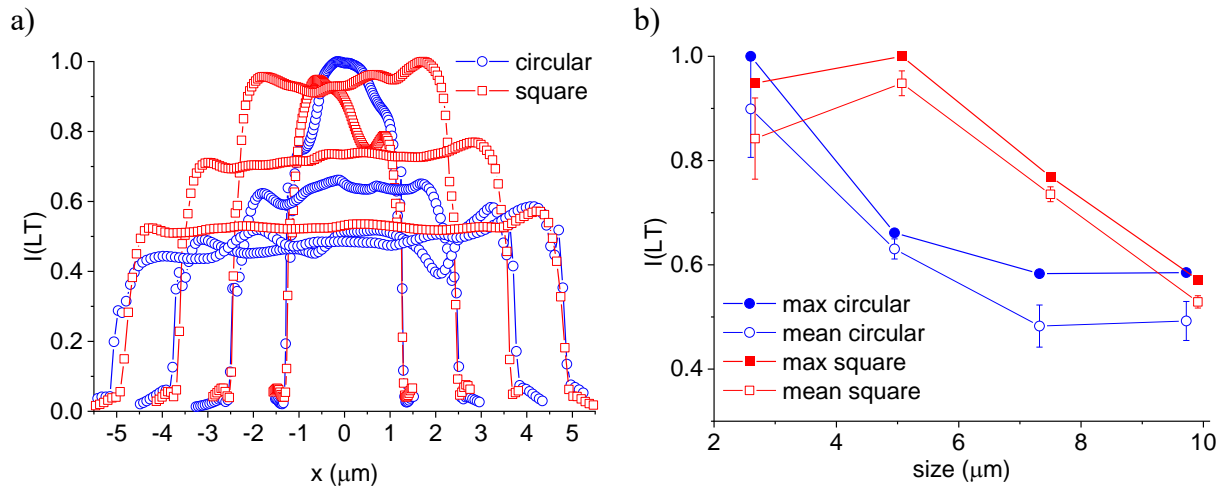 a)
1.0
0.8
0.6
0.4
0.2
0.0
I(LT)
-5 -4 -3 -2 -1 0 1 2 3 4 5
x (μm)
circular
square
b)
1.0
0.8
0.6
0.4
I(LT)
2 4 6 8 10
size (μm)
max circular
mean circular
max square
mean square